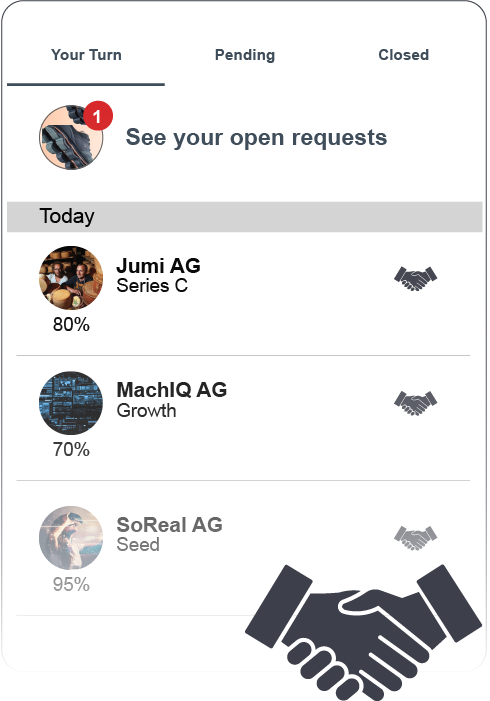 Your Turn Pending Closed
1
See your open requests
Today
Jumi AG
Series C
80%
MachIQ AG
Growth
70%
SoReal AG
Seed
95%